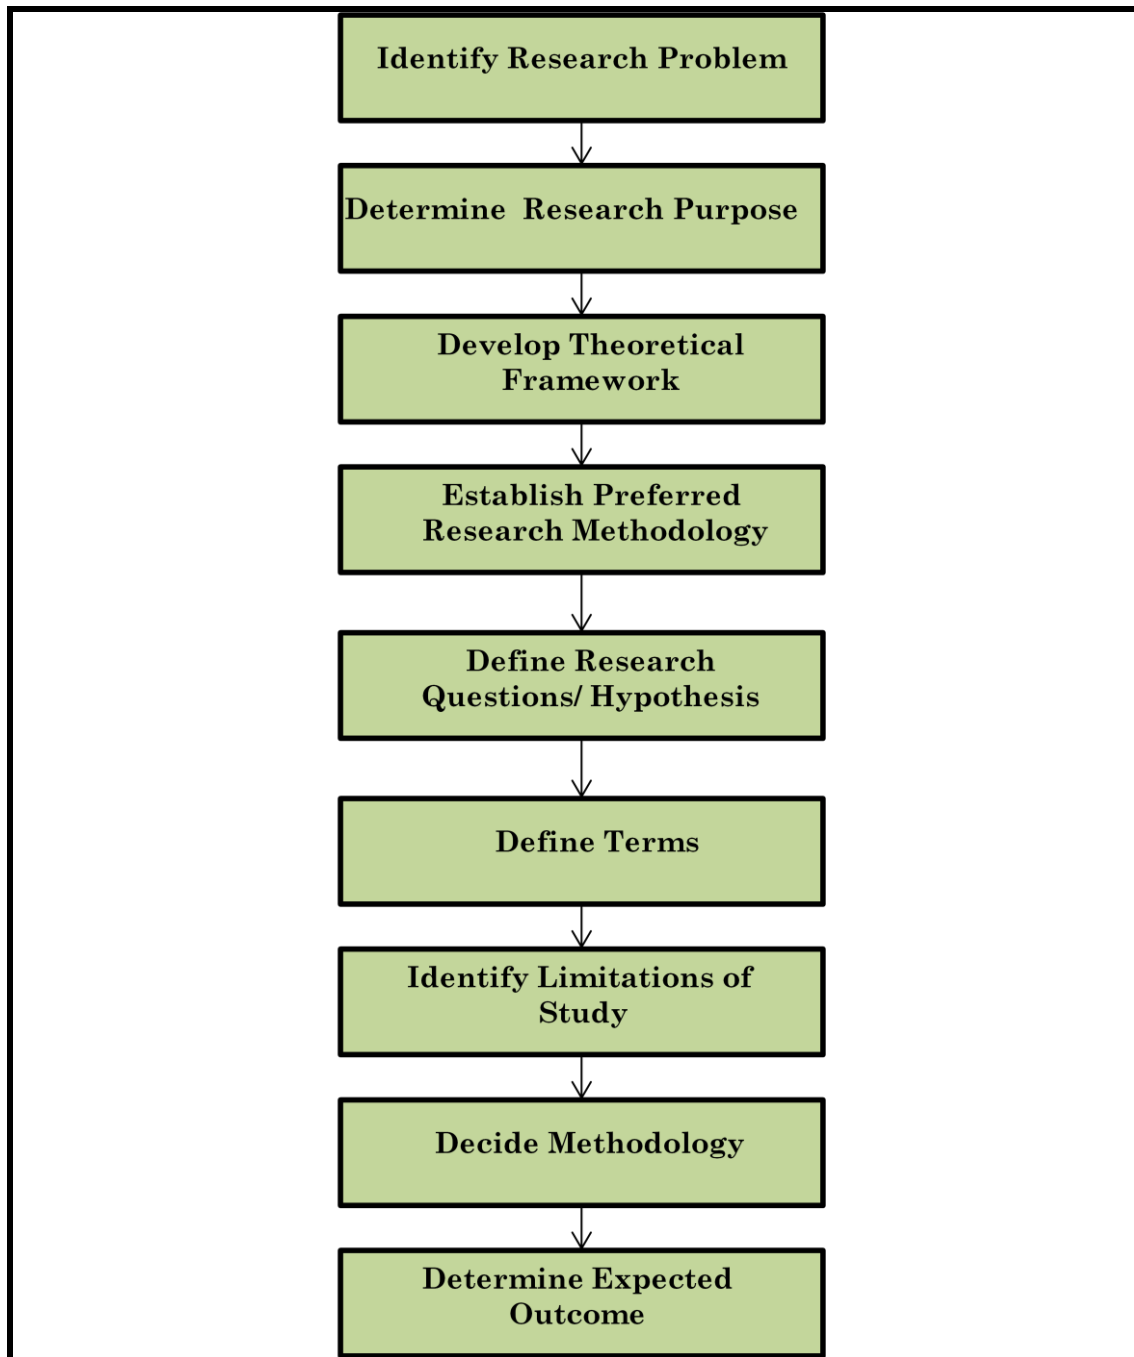 Identify Research Problem
Determine  Research Purpose
Develop Theoretical
Framework
Establish Preferred
Research Methodology
Define Research
Questions/ Hypothesis
Define Terms
Identify Limitations of
Study
Decide Methodology
Determine Expected
Outcome